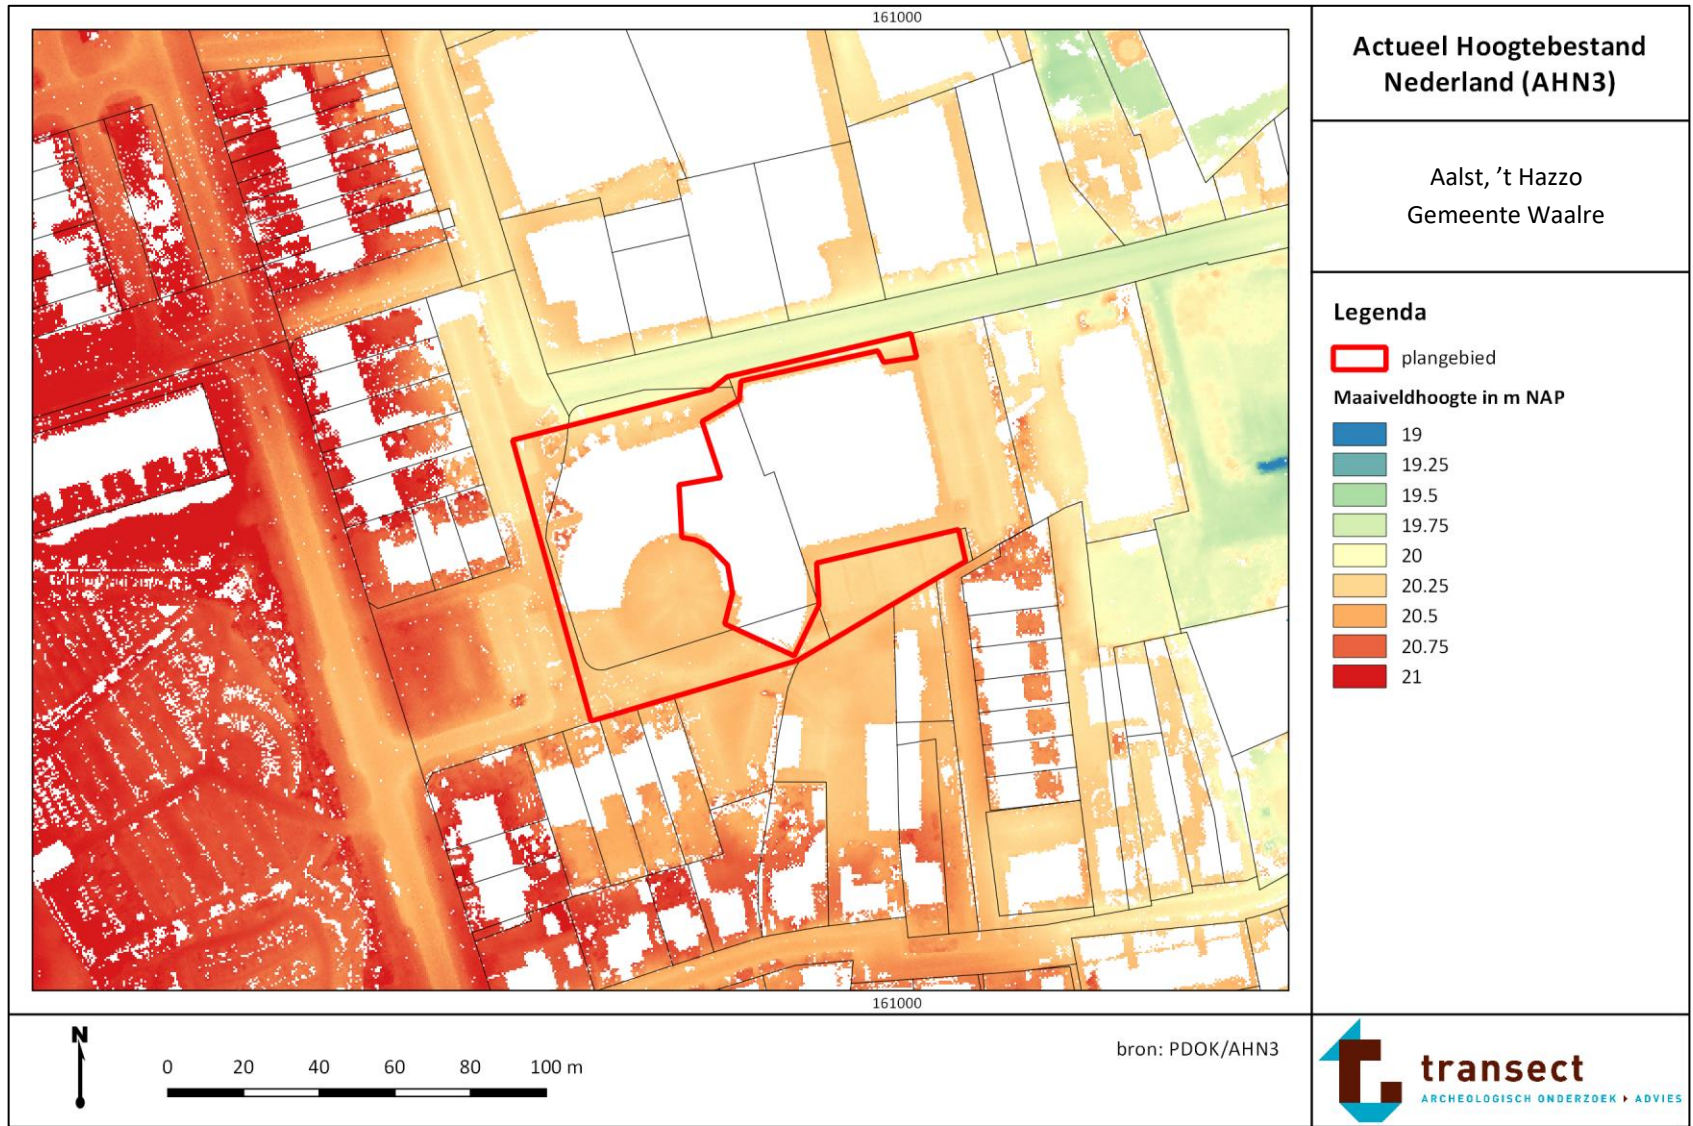 161000
Actueel Hoogtebestand
Nederland (AHN3)
Aalst, ’t Hazzo
Gemeente Waalre
Legenda
plangebied
Maaiveldhoogte in m NAP
19
19.25
19.5
19.75
20
20.25
20.5
20.75
21
161000
N
0 20 40 60 80 100 m
bron: PDOK/AHN3
transect
ARCHEOLOGISCH ONDERZOEK ▸ ADVIES